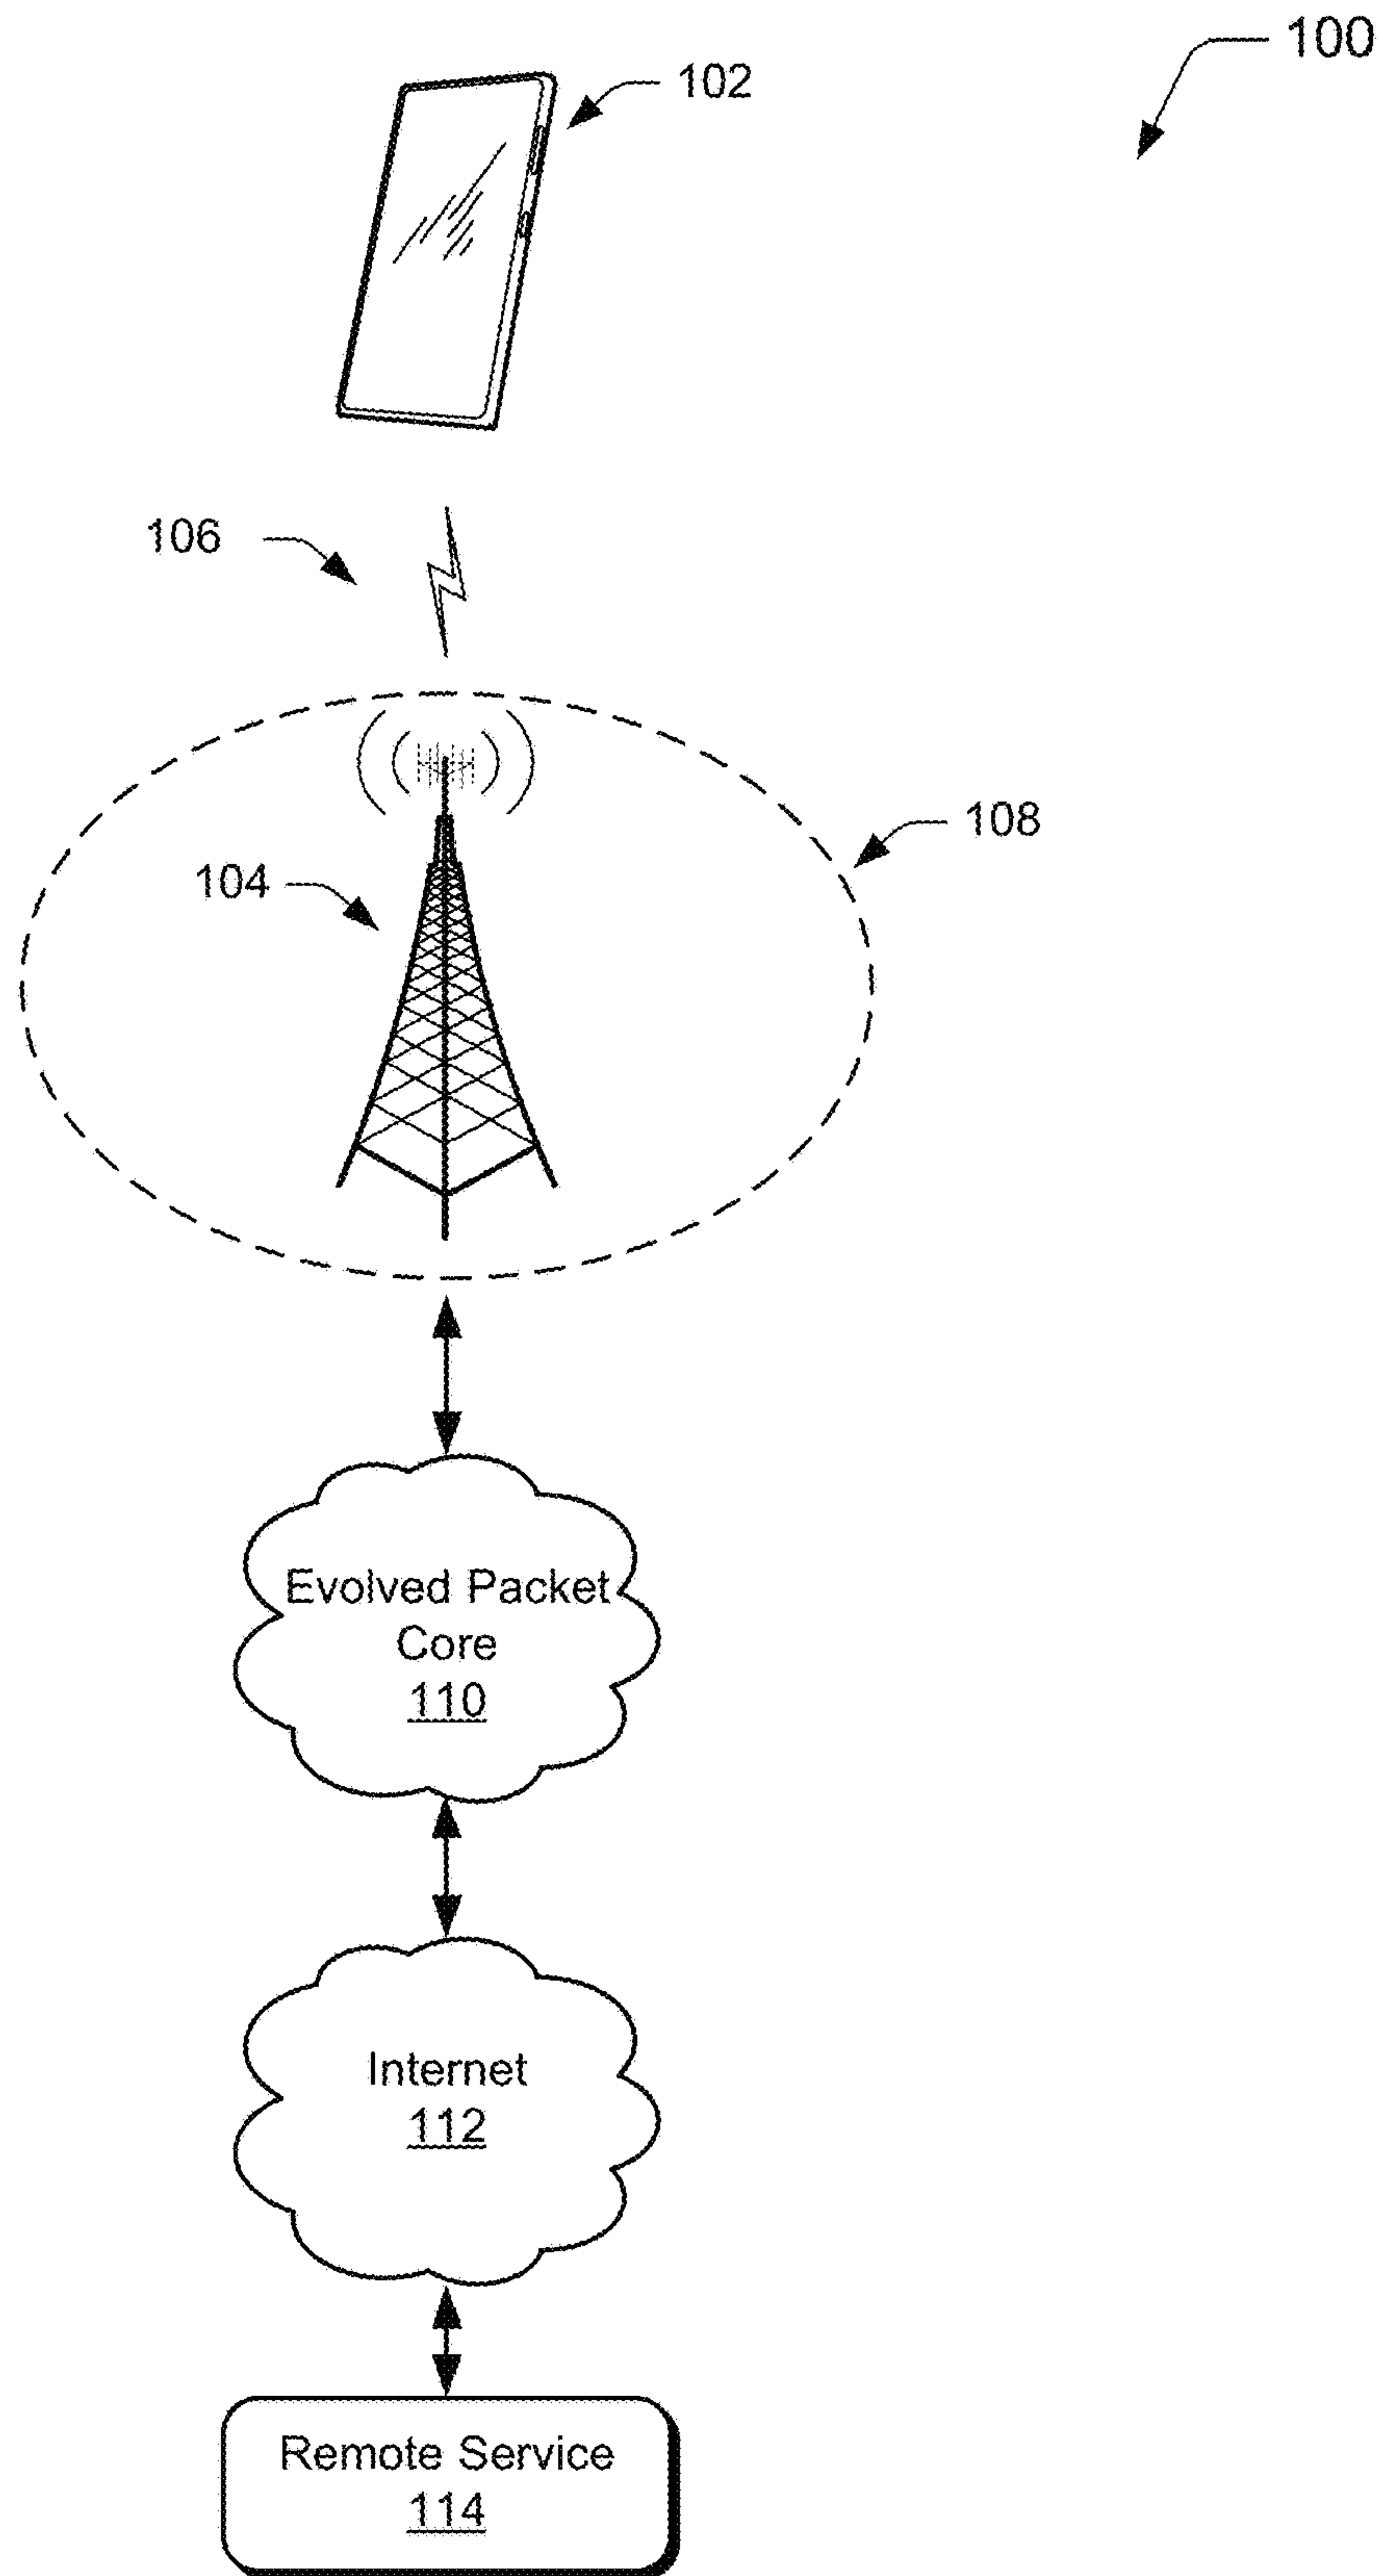 100
102
106
108
104
Evolved Packet
Core
110
Internet
112
Remote Service
114